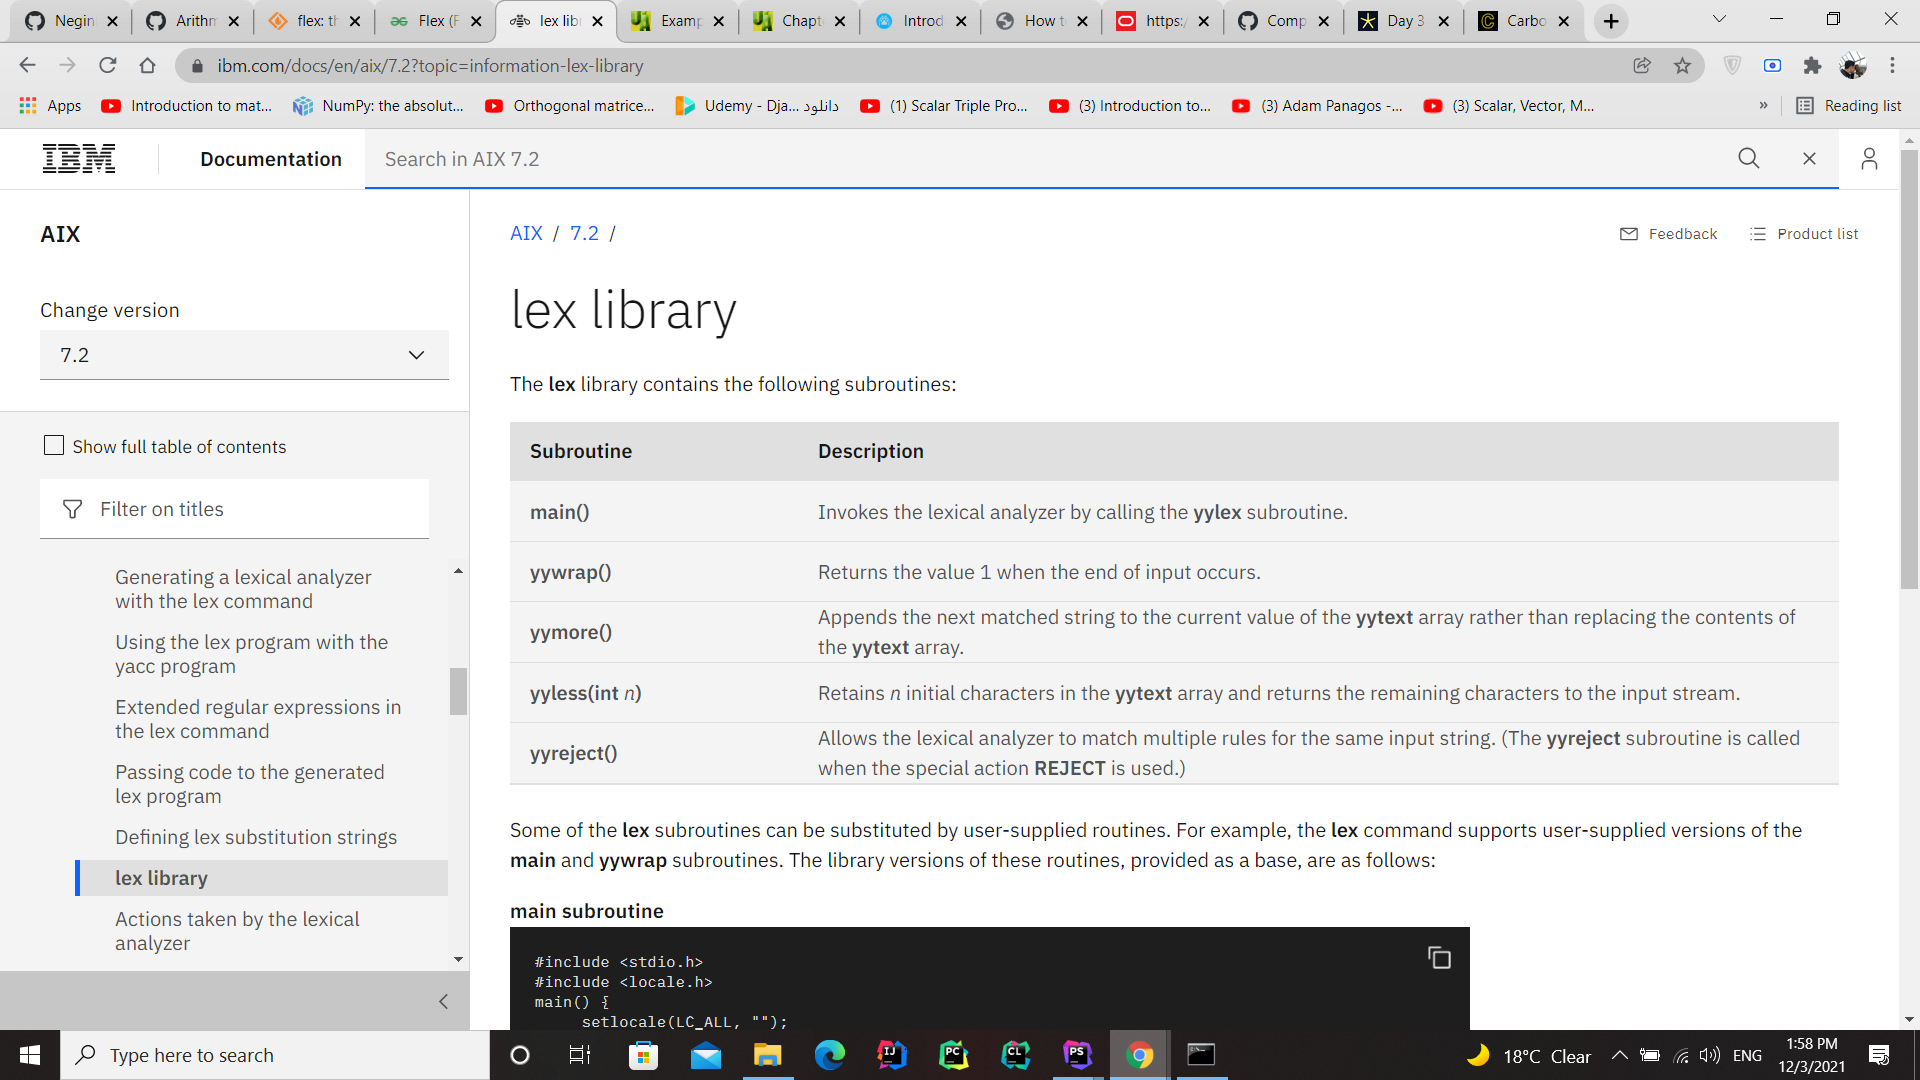 Negin
Arithm
flex: th
Flex (F
lex libr
Examp
Chapt
Introd
How to
https:/
Comp
Day 3
Carbo
ibm.com/docs/en/aix/7.2?topic=information-lex-library
Apps
Introduction to mat...
NumPy: the absolut...
Orthogonal matrice...
Udemy - Dja... دانلود
(1) Scalar Triple Pro...
(3) Introduction to...
(3) Adam Panagos -...
(3) Scalar, Vector, M...
»
Reading list
IBM
Documentation
Search in AIX 7.2
AIX
Change version
7.2
Show full table of contents
Filter on titles
Generating a lexical analyzer
with the lex command
Using the lex program with the
yacc program
Extended regular expressions in
the lex command
Passing code to the generated
lex program
Defining lex substitution strings
lex library
Actions taken by the lexical
analyzer
AIX / 7.2 /
Feedback
Product list
lex library
The lex library contains the following subroutines:
Subroutine Description
main() Invokes the lexical analyzer by calling the yylex subroutine.
yywrap() Returns the value 1 when the end of input occurs.
yymore() Appends the next matched string to the current value of the yytext array rather than replacing the contents of
the yytext array.
yyless(int n) Retains n initial characters in the yytext array and returns the remaining characters to the input stream.
yyreject() Allows the lexical analyzer to match multiple rules for the same input string. (The yyreject subroutine is called
when the special action REJECT is used.)
Some of the lex subroutines can be substituted by user-supplied routines. For example, the lex command supports user-supplied versions of the
main and yywrap subroutines. The library versions of these routines, provided as a base, are as follows:
main subroutine
#include <stdio.h>
#include <locale.h>
main() {
setlocale(LC_ALL, "");
Type here to search
IJ
PC
CL
PS
18°C Clear
ENG
1:58 PM
12/3/2021